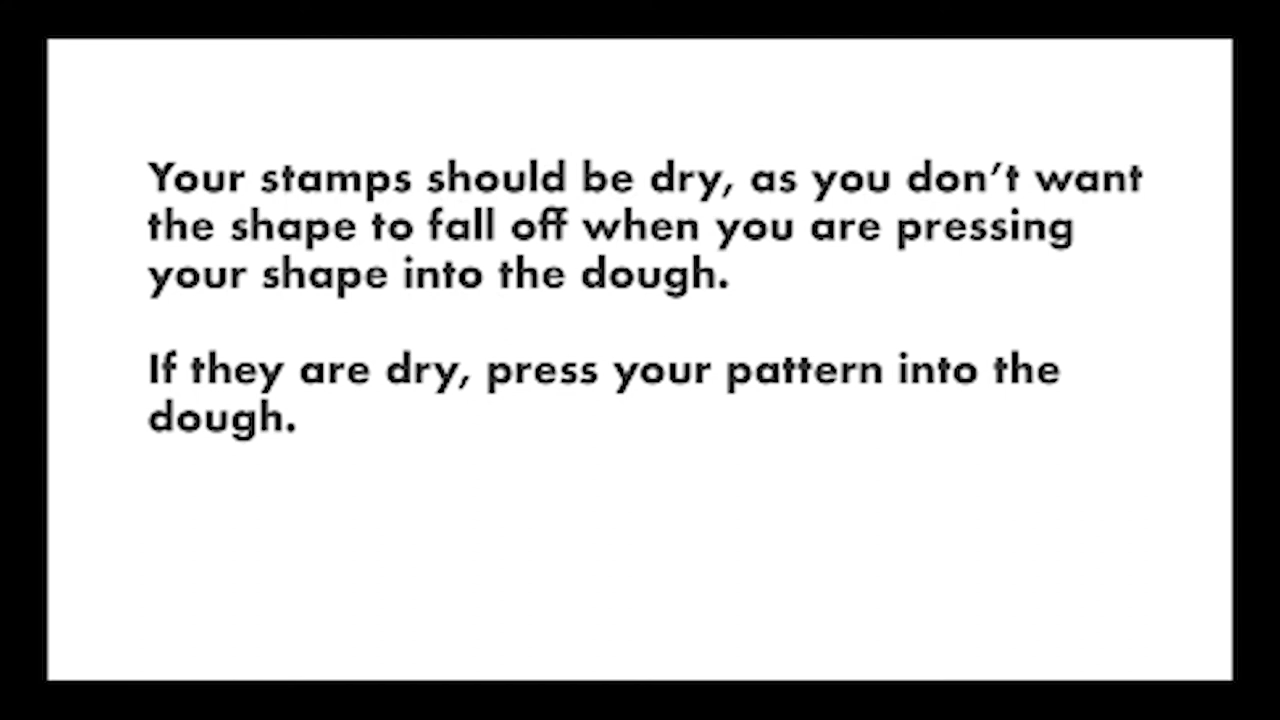 Your stamps should be dry, as you don’t want
the shape to fall off when you are pressing
your shape into the dough.
If they are dry, press your pattern into the
dough.